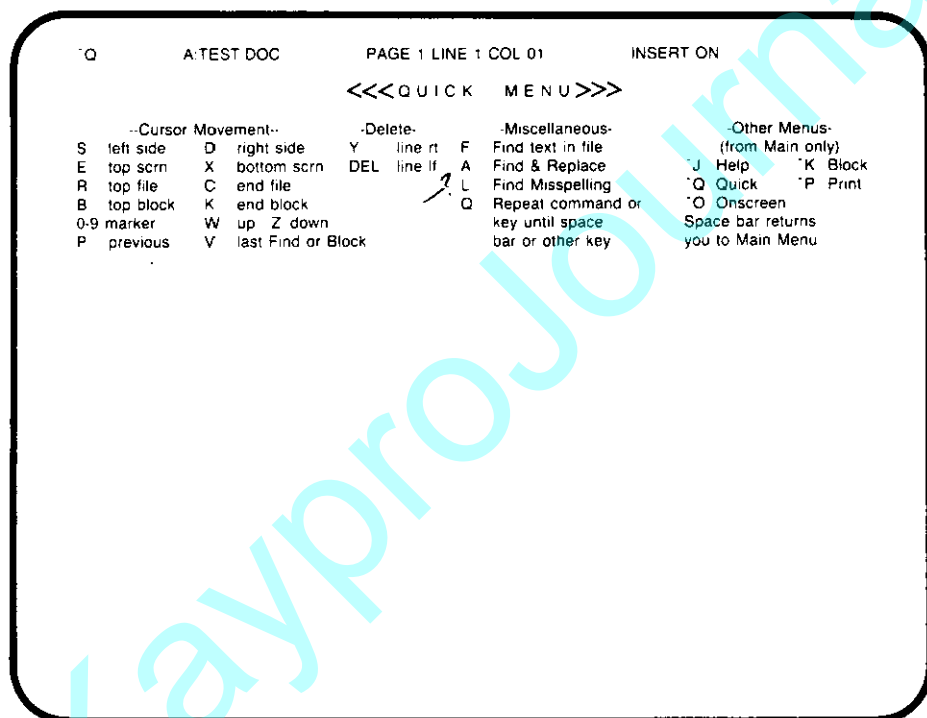 ^Q A:TEST DOC PAGE 1 LINE 1 COL 01 INSERT ON
<<<QUICK MENU>>>
--Cursor Movement-- -Delete- -Miscellaneous- -Other Menus-
S left side D right side Y line rt F Find text in file (from Main only)
E top scrn X bottom scrn DEL line lf A Find & Replace ^J Help ^K Block
R top file C end file ? L Find Misspelling ^Q Quick ^P Print
B top block K end block Q Repeat command or ^O Onscreen
0-9 marker W up Z down key until space Space bar returns
P previous V last Find or Block bar or other key you to Main Menu
KayproJourna